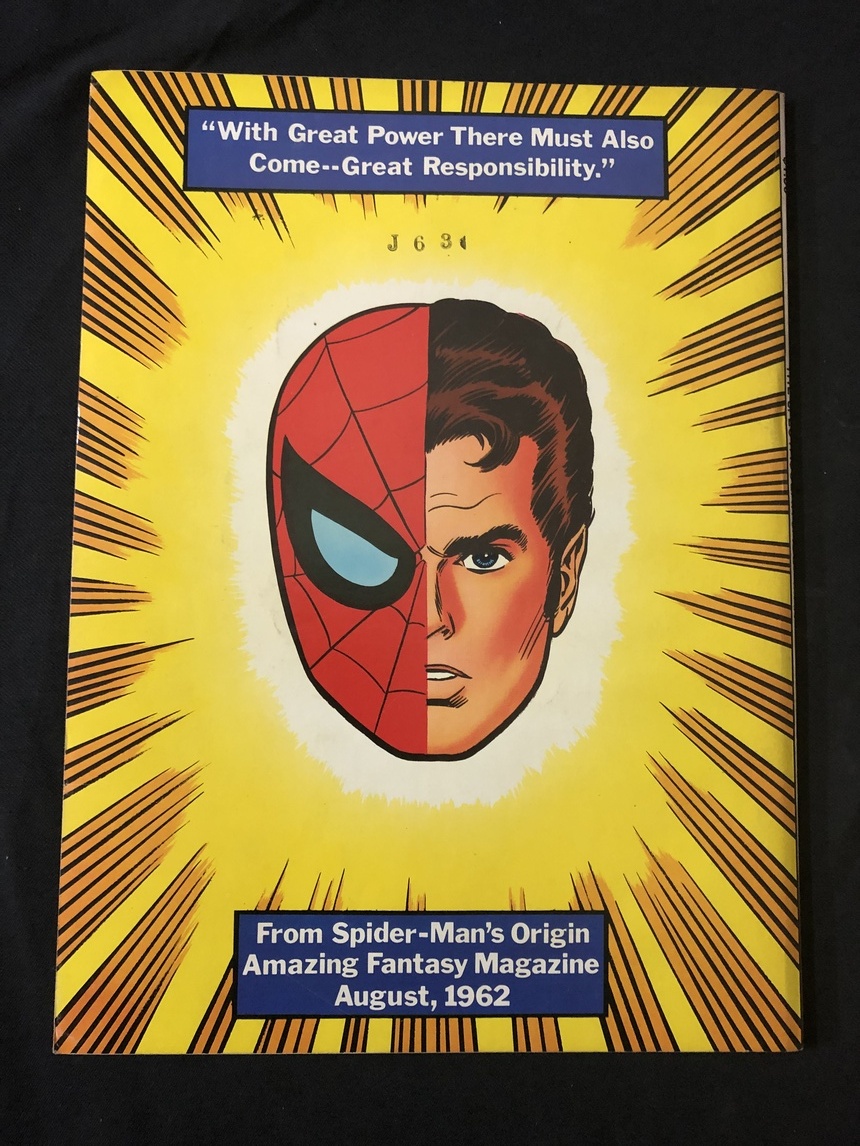 “With Great Power There Must Also
Come--Great Responsibility.”
J 6 3
From Spider-Man’s Origin
Amazing Fantasy Magazine
August, 1962